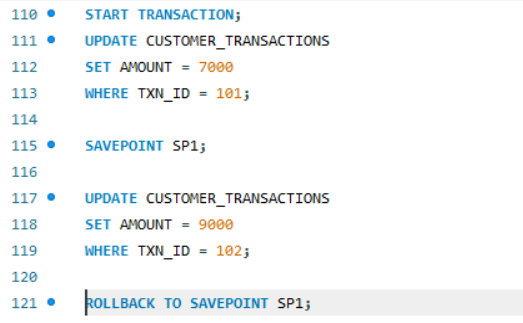 110 START TRANSACTION;
111 UPDATE CUSTOMER_TRANSACTIONS
112 SET AMOUNT = 7000
113 WHERE TXN_ID = 101;
114
115 SAVEPOINT SP1;
116
117 UPDATE CUSTOMER_TRANSACTIONS
118 SET AMOUNT = 9000
119 WHERE TXN_ID = 102;
120
121 ROLLBACK TO SAVEPOINT SP1;